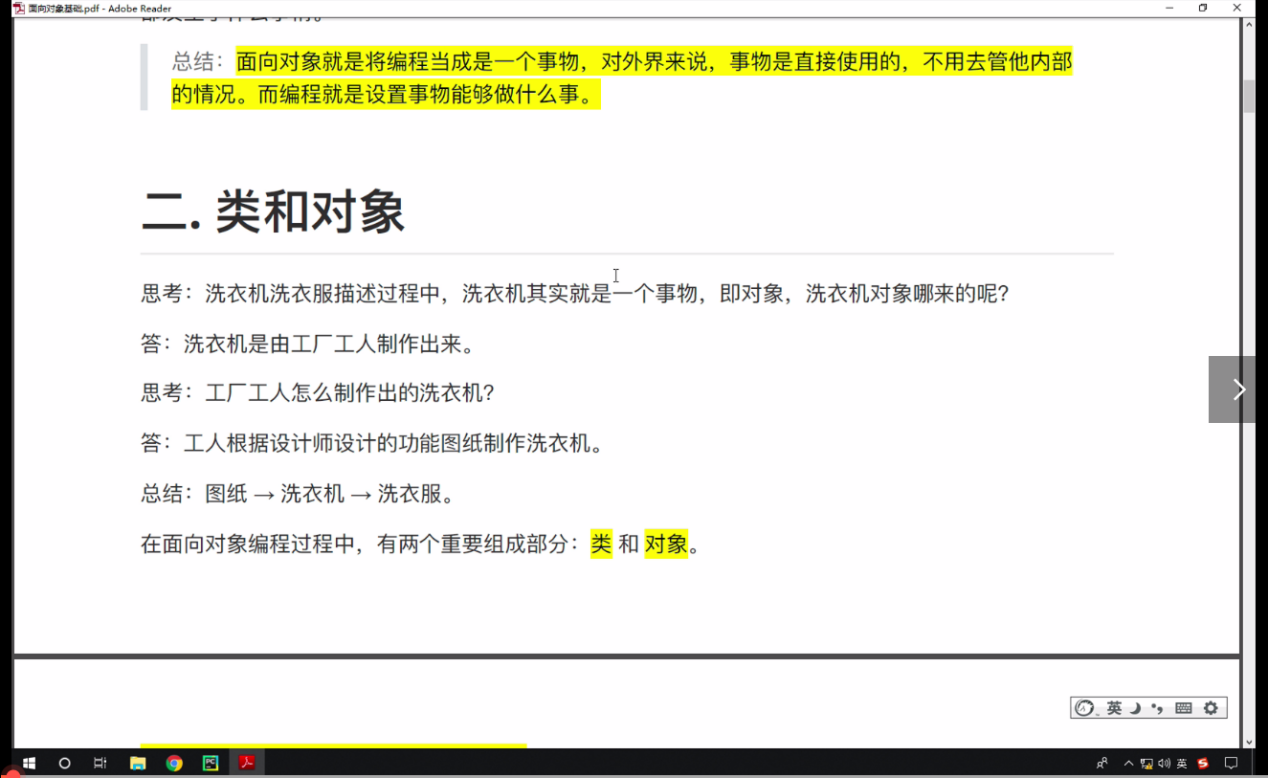 面向对象基础.pdf - Adobe Reader
总结：面向对象就是将编程当成是一个事物，对外界来说，事物是直接使用的，不用去管他内部
的情况。而编程就是设置事物能够做什么事。
二. 类和对象
思考：洗衣机洗衣服描述过程中，洗衣机其实就是一个事物，即对象，洗衣机对象哪来的呢？
答：洗衣机是由工厂工人制作出来。
思考：工厂工人怎么制作出的洗衣机？
答：工人根据设计师设计的功能图纸制作洗衣机。
总结：图纸 → 洗衣机 → 洗衣服。
在面向对象编程过程中，有两个重要组成部分：类 和 对象。
英
英